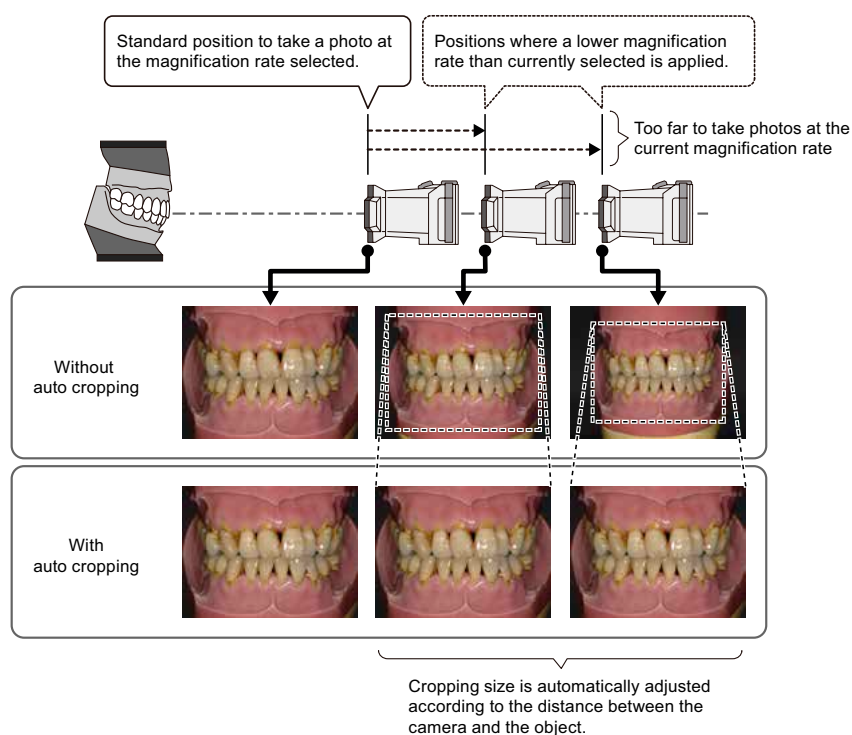 Standard position to take a photo at
the magnification rate selected.
Positions where a lower magnification
rate than currently selected is applied.
Too far to take photos at the
current magnification rate
Without
auto cropping
With
auto cropping
Cropping size is automatically adjusted
according to the distance between the
camera and the object.